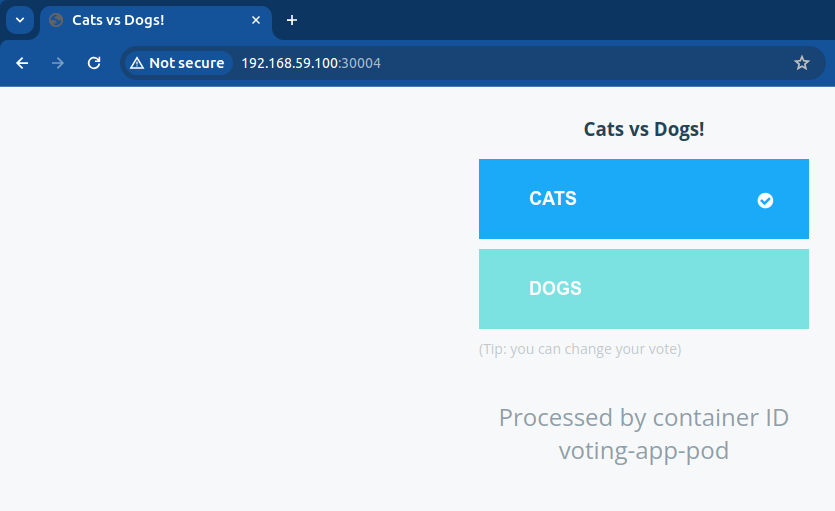 Cats vs Dogs!
Not secure 192.168.59.100:30004
Cats vs Dogs!
CATS
DOGS
(Tip: you can change your vote)
Processed by container ID
voting-app-pod